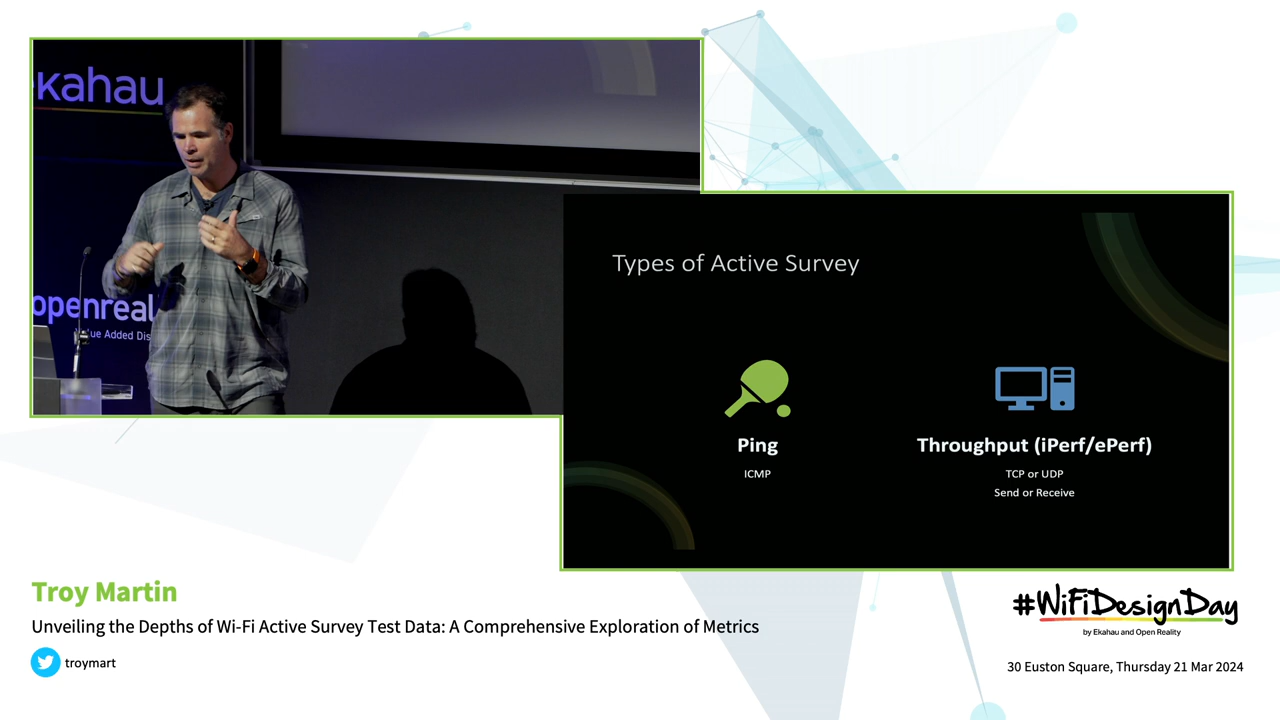 ekahau
openreal
ue Added Dis
Types of Active Survey
Ping
ICMP
Throughput (iPerf/ePerf)
TCP or UDP
Send or Receive
Troy Martin
Unveiling the Depths of Wi-Fi Active Survey Test Data: A Comprehensive Exploration of Metrics
troymart
#WiFiDesignDay
by Ekahau and Open Reality
30 Euston Square, Thursday 21 Mar 2024